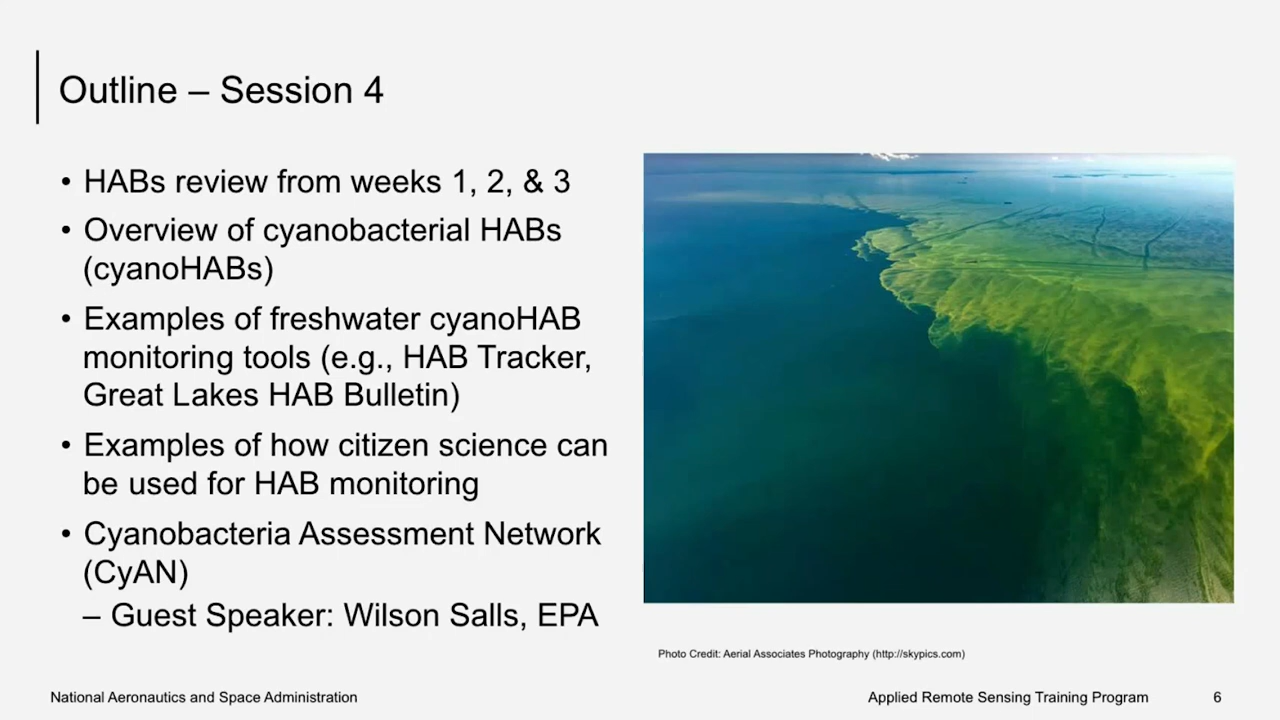 Outline – Session 4
• HABs review from weeks 1, 2, & 3
• Overview of cyanobacterial HABs
(cyanoHABs)
• Examples of freshwater cyanoHAB
monitoring tools (e.g., HAB Tracker,
Great Lakes HAB Bulletin)
• Examples of how citizen science can
be used for HAB monitoring
• Cyanobacteria Assessment Network
(CyAN)
– Guest Speaker: Wilson Salls, EPA
Photo Credit: Aerial Associates Photography (http://skypics.com)
National Aeronautics and Space Administration
Applied Remote Sensing Training Program
6